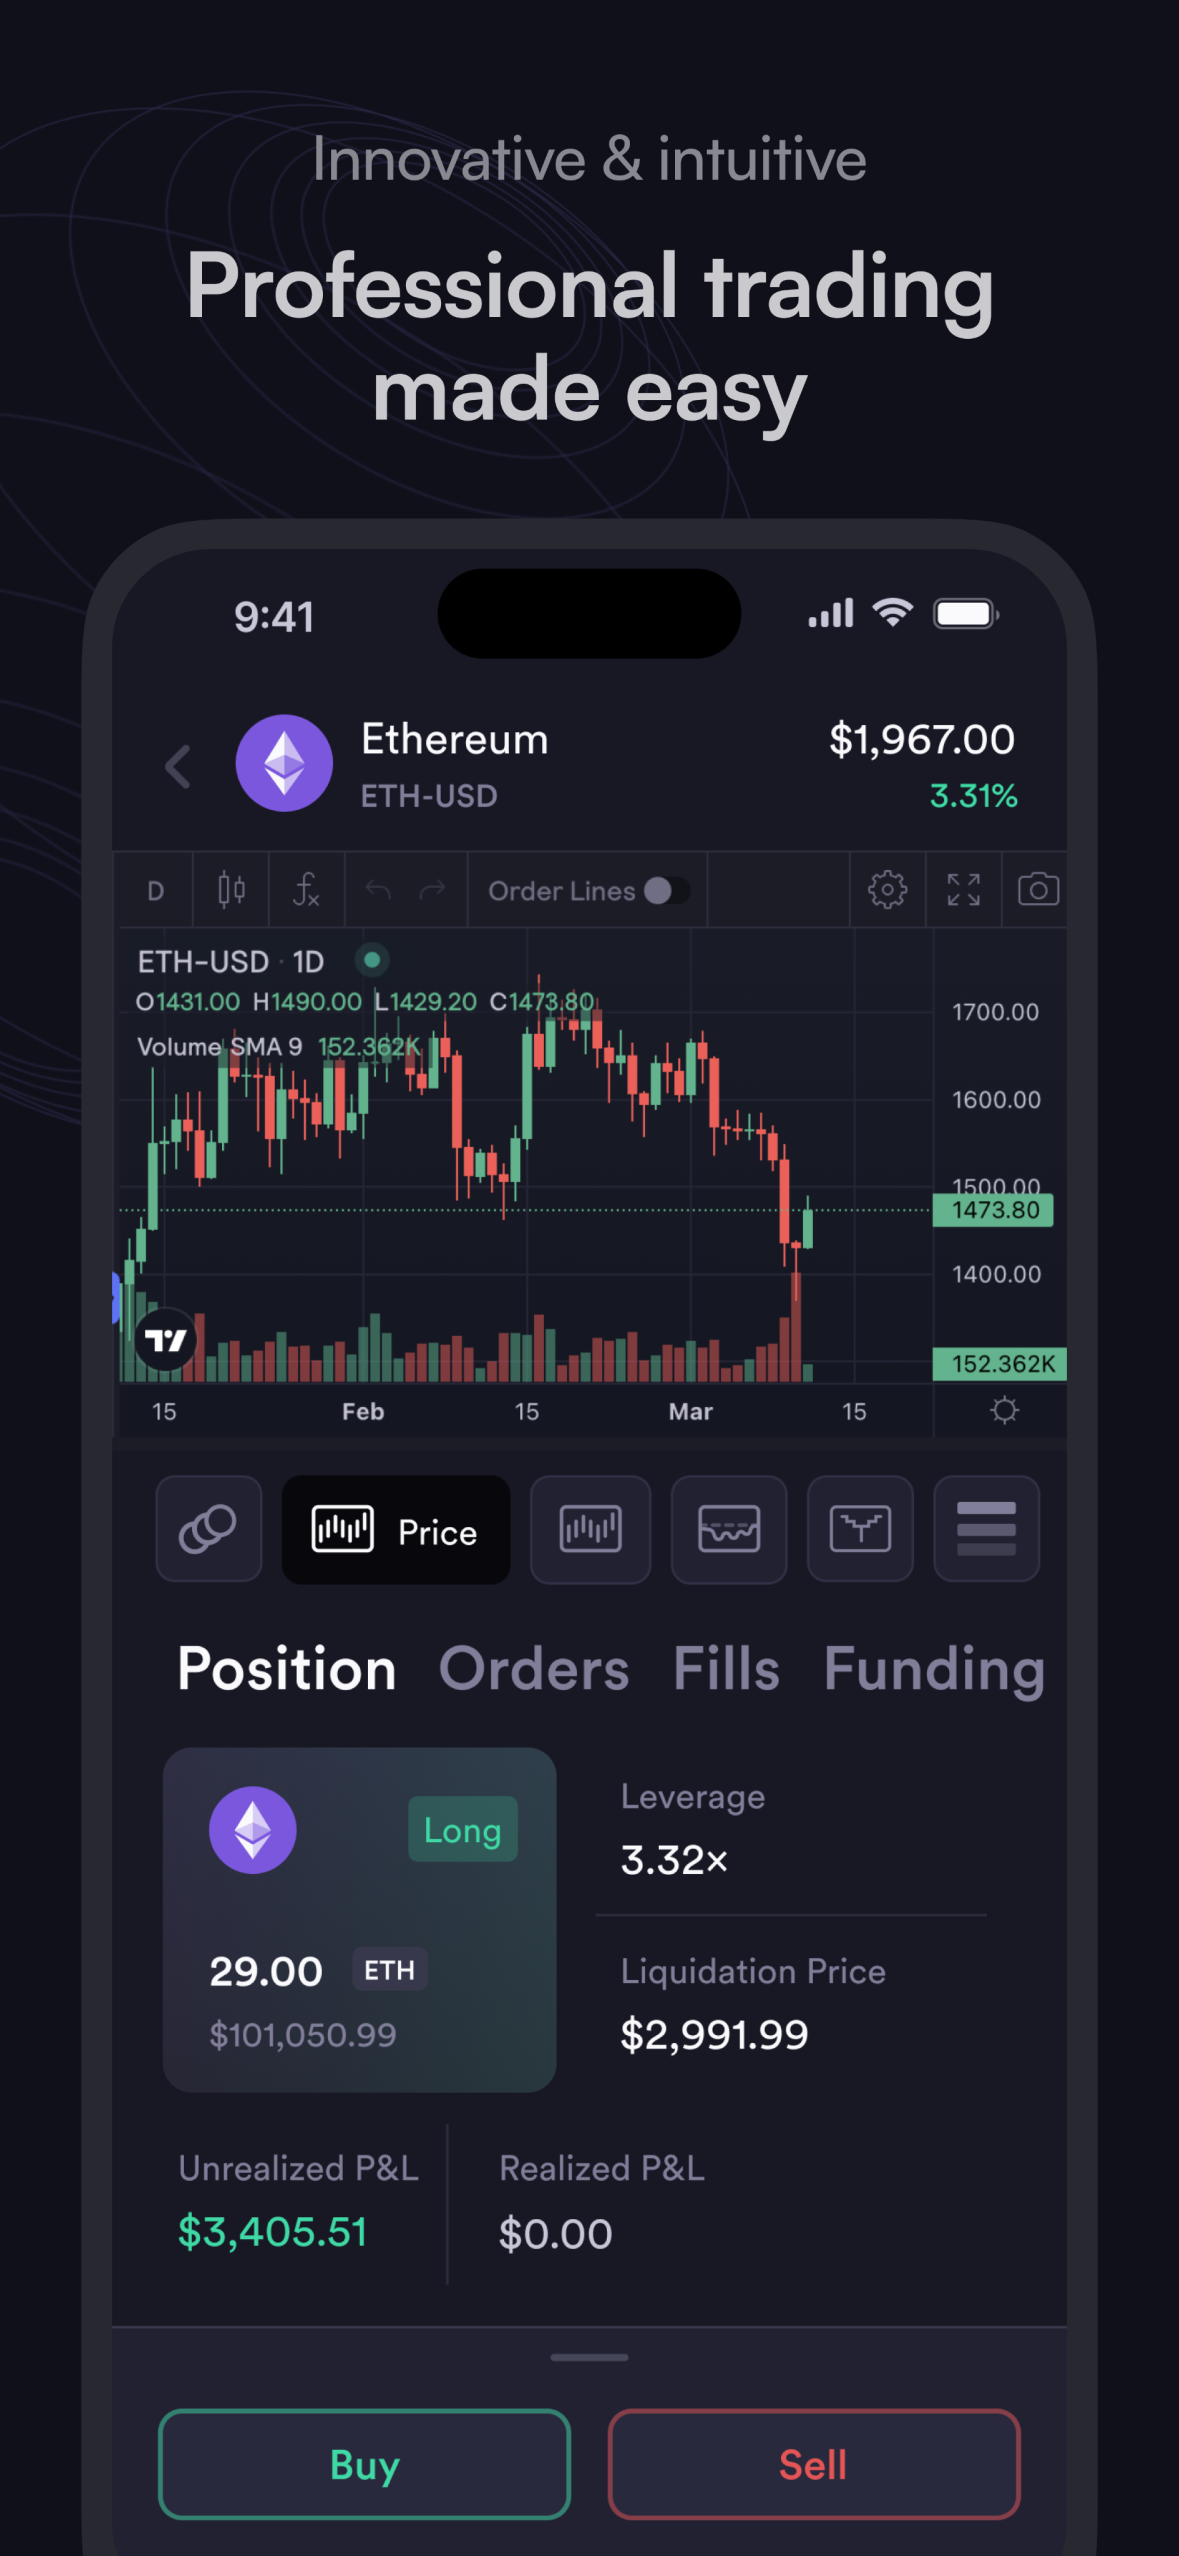 Innovative & intuitive
Professional trading
made easy
9:41
Ethereum
$1,967.00
ETH-USD
3.31%
D
Order Lines
ETH-USD · 1D
O1431.00 H1490.00 L1429.20 C1473.80
Volume SMA 9 152.362K
1700.00
1600.00
1500.00
1473.80
1400.00
152.362K
15 Feb 15 Mar 15
Price
Position Orders Fills Funding
Long
29.00 ETH
$101,050.99
Leverage
3.32×
Liquidation Price
$2,991.99
Unrealized P&L
$3,405.51
Realized P&L
$0.00
Buy
Sell